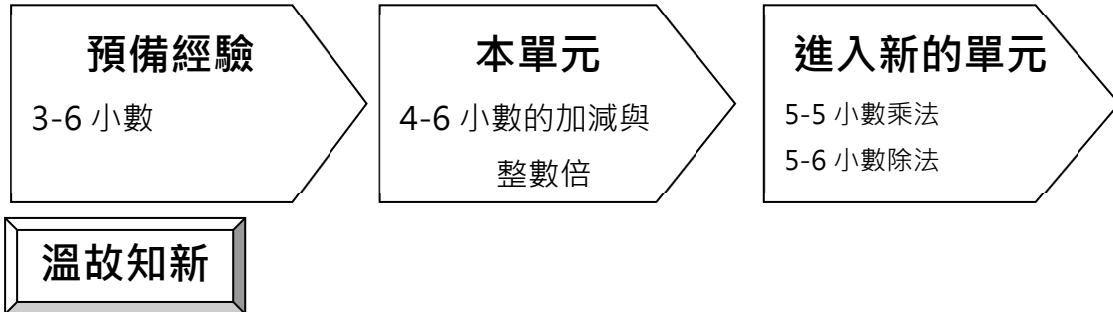 預備經驗
3-6 小數
本單元
4-6 小數的加減與
整數倍
進入新的單元
5-5 小數乘法
5-6 小數除法
溫故知新